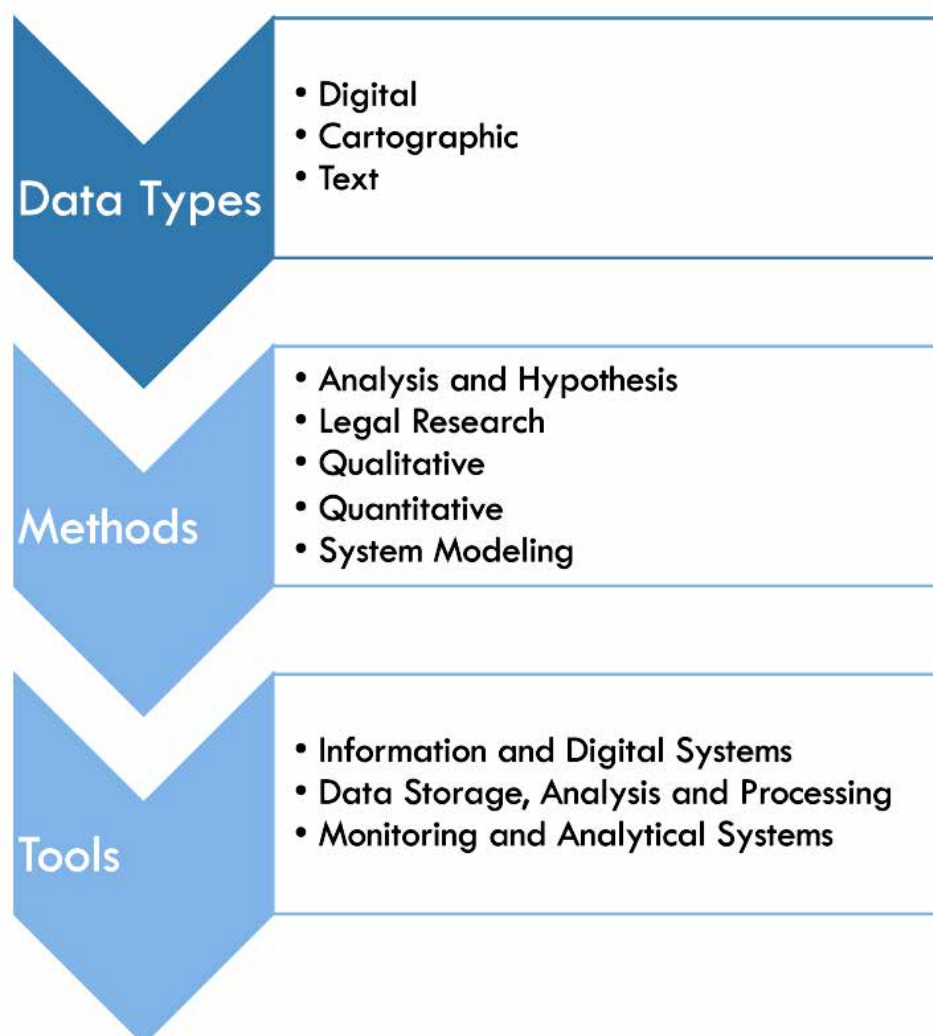 Data Types
• Digital
• Cartographic
• Text
Methods
• Analysis and Hypothesis
• Legal Research
• Qualitative
• Quantitative
• System Modeling
Tools
• Information and Digital Systems
• Data Storage, Analysis and Processing
• Monitoring and Analytical Systems